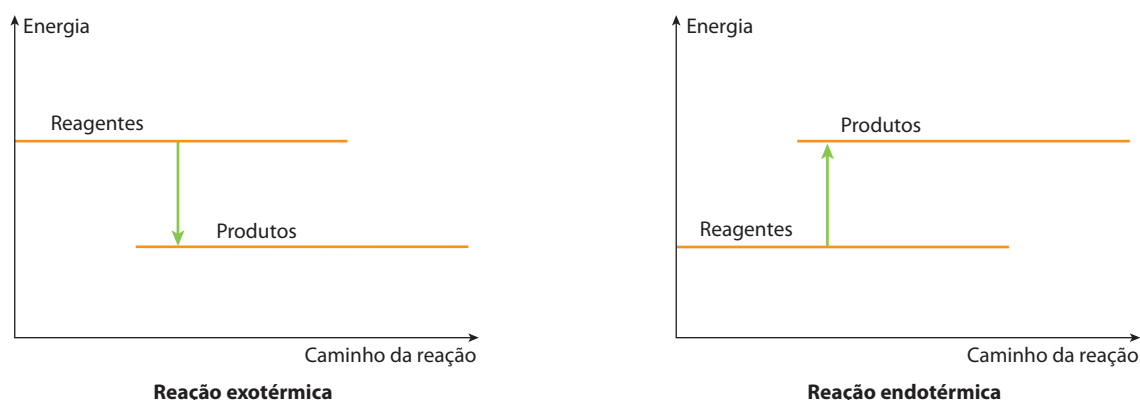 Energia
Reagentes
Produtos
Caminho da reação
Reação exotérmica
Energia
Produtos
Reagentes
Caminho da reação
Reação endotérmica